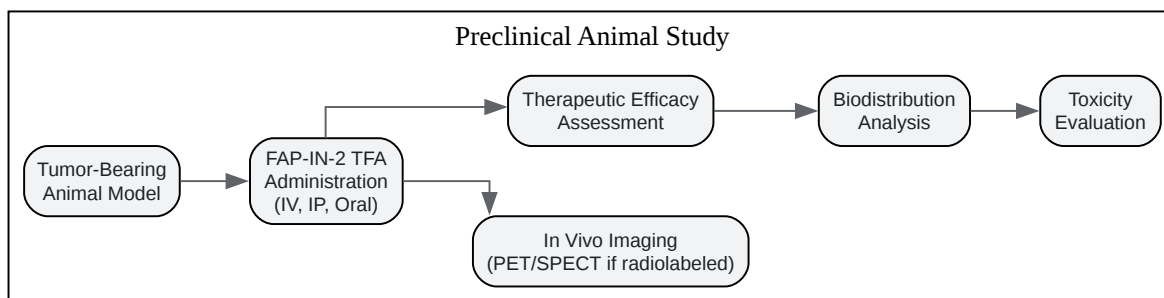 Preclinical Animal Study
Tumor-Bearing
Animal Model
FAP-IN-2 TFA
Administration
(IV, IP, Oral)
Therapeutic Efficacy
Assessment
Biodistribution
Analysis
Toxicity
Evaluation
In Vivo Imaging
(PET/SPECT if radiolabeled)